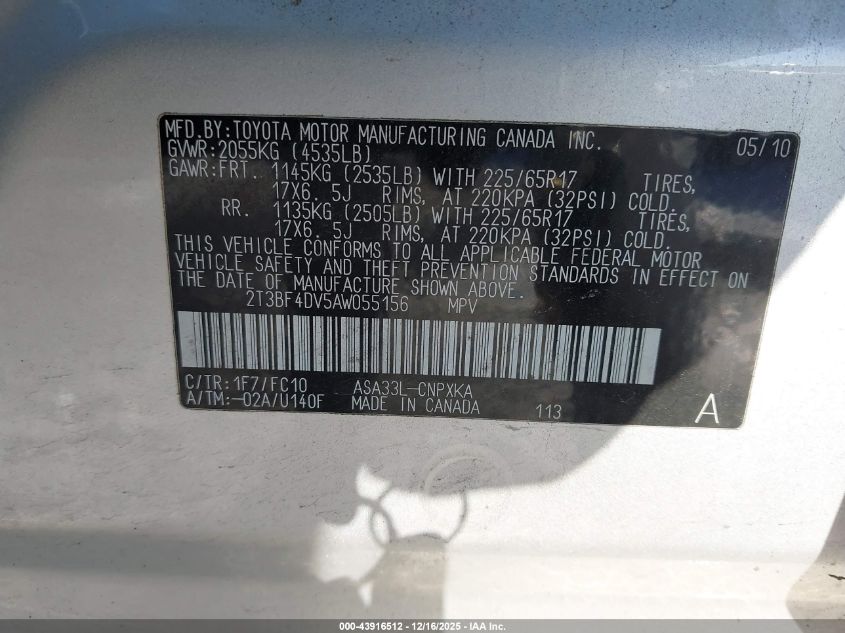 MFD.BY:TOYOTA MOTOR MANUFACTURING CANADA INC. 05/10
GVWR:2055KG (4535LB)
GAWR:FRT. 1145KG (2535LB) WITH 225/65R17 TIRES,
17X6. 5J RIMS, AT 220KPA (32PSI) COLD.
RR. 1135KG (2505LB) WITH 225/65R17 TIRES,
17X6. 5J RIMS, AT 220KPA (32PSI) COLD.
THIS VEHICLE CONFORMS TO ALL APPLICABLE FEDERAL MOTOR
VEHICLE SAFETY AND THEFT PREVENTION STANDARDS IN EFFECT ON
THE DATE OF MANUFACTURE SHOWN ABOVE.
2T3BF4DV5AW055156 MPV
C/TR:1F7/FC10 ASA33L-CNPXKA
A/TM:-02A/U140F MADE IN CANADA 113 A
000-43916512 - 12/16/2025 - IAA Inc.